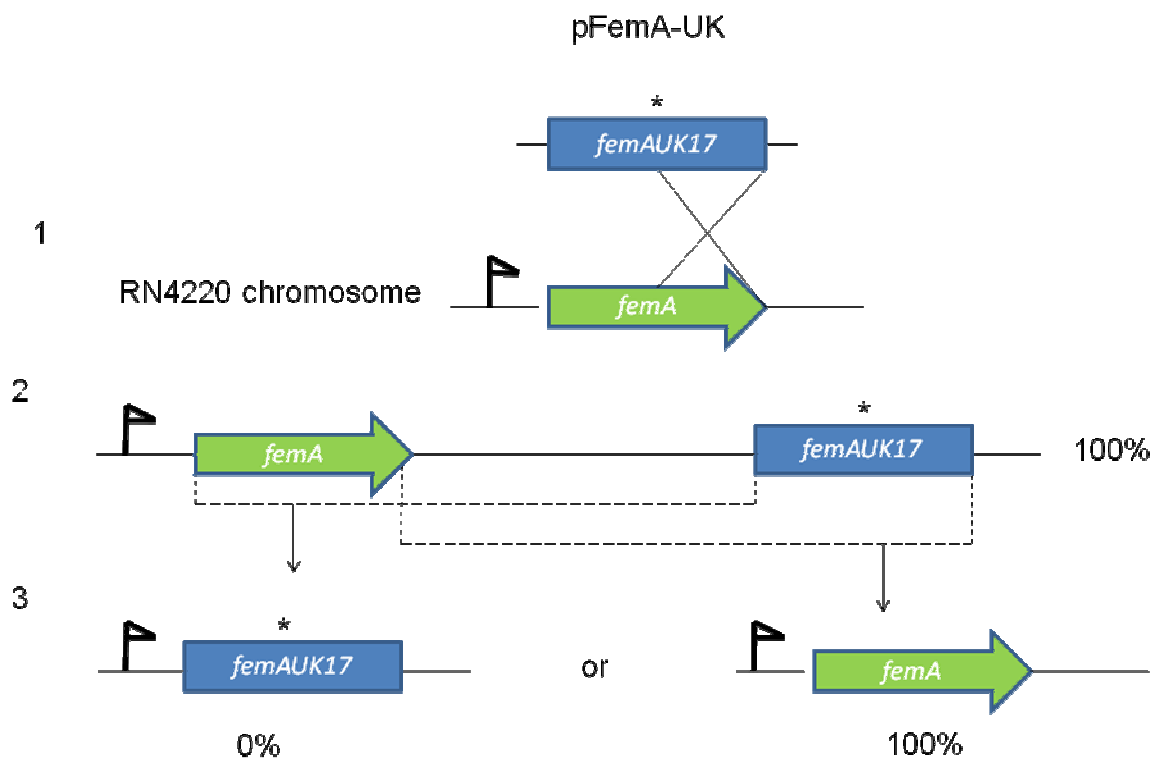 pFemA-UK
*
femAUK17
1
RN4220 chromosome
femA
2
*
femA
femAUK17
100%
3
*
femAUK17
or
femA
0%
100%